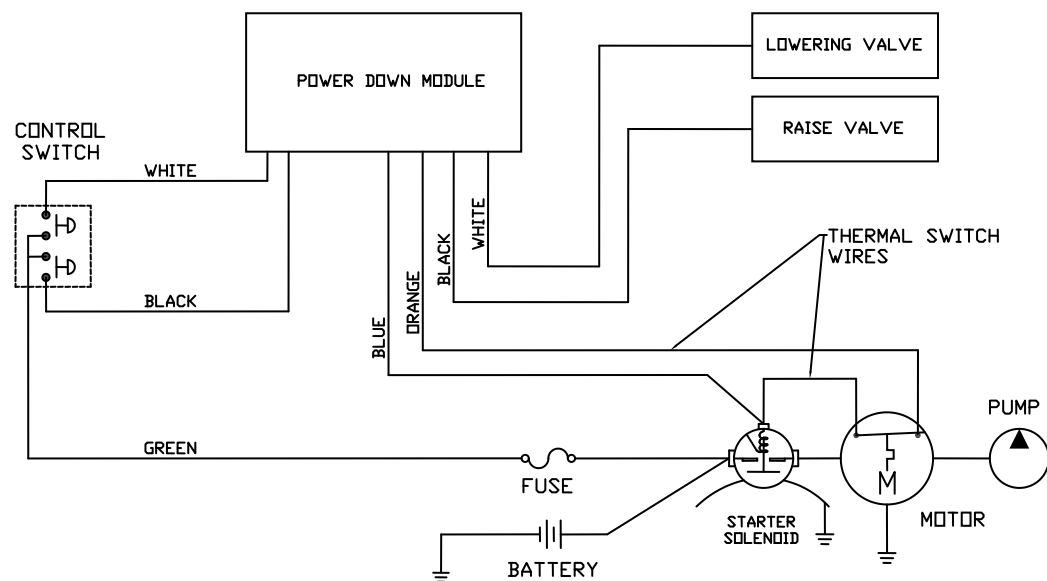 LOWERING VALVE
POWER DOWN MODULE
RAISE VALVE
CONTROL
SWITCH
WHITE
BLACK
BLUE
ORANGE
BLACK
WHITE
THERMAL SWITCH
WIRES
GREEN
FUSE
PUMP
M
MOTOR
STARTER
SOLENOID
BATTERY